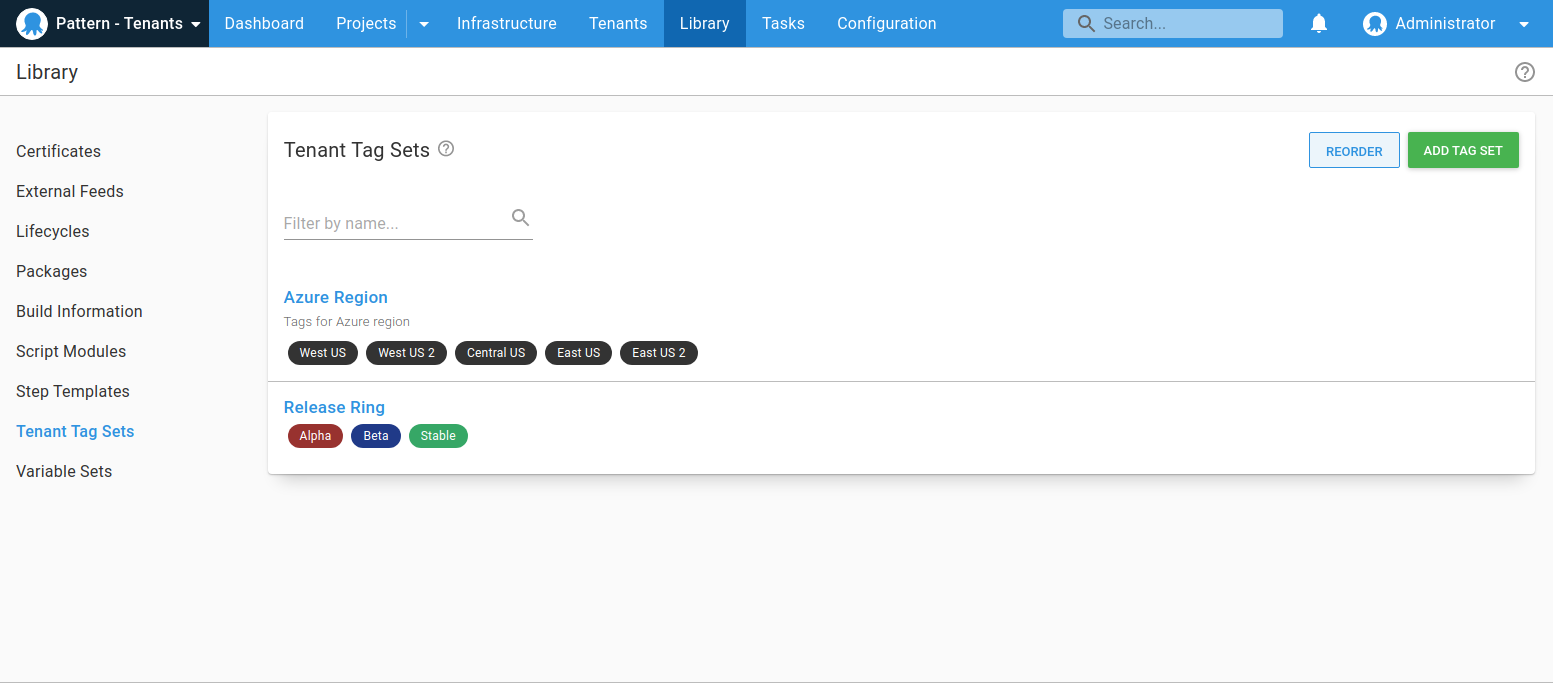 Pattern - Tenants Dashboard Projects Infrastructure Tenants Library Tasks Configuration Search... Administrator
Library
Certificates
External Feeds
Lifecycles
Packages
Build Information
Script Modules
Step Templates
Tenant Tag Sets
Variable Sets
Tenant Tag Sets REORDER ADD TAG SET
Filter by name...
Azure Region
Tags for Azure region
West US West US 2 Central US East US East US 2
Release Ring
Alpha Beta Stable